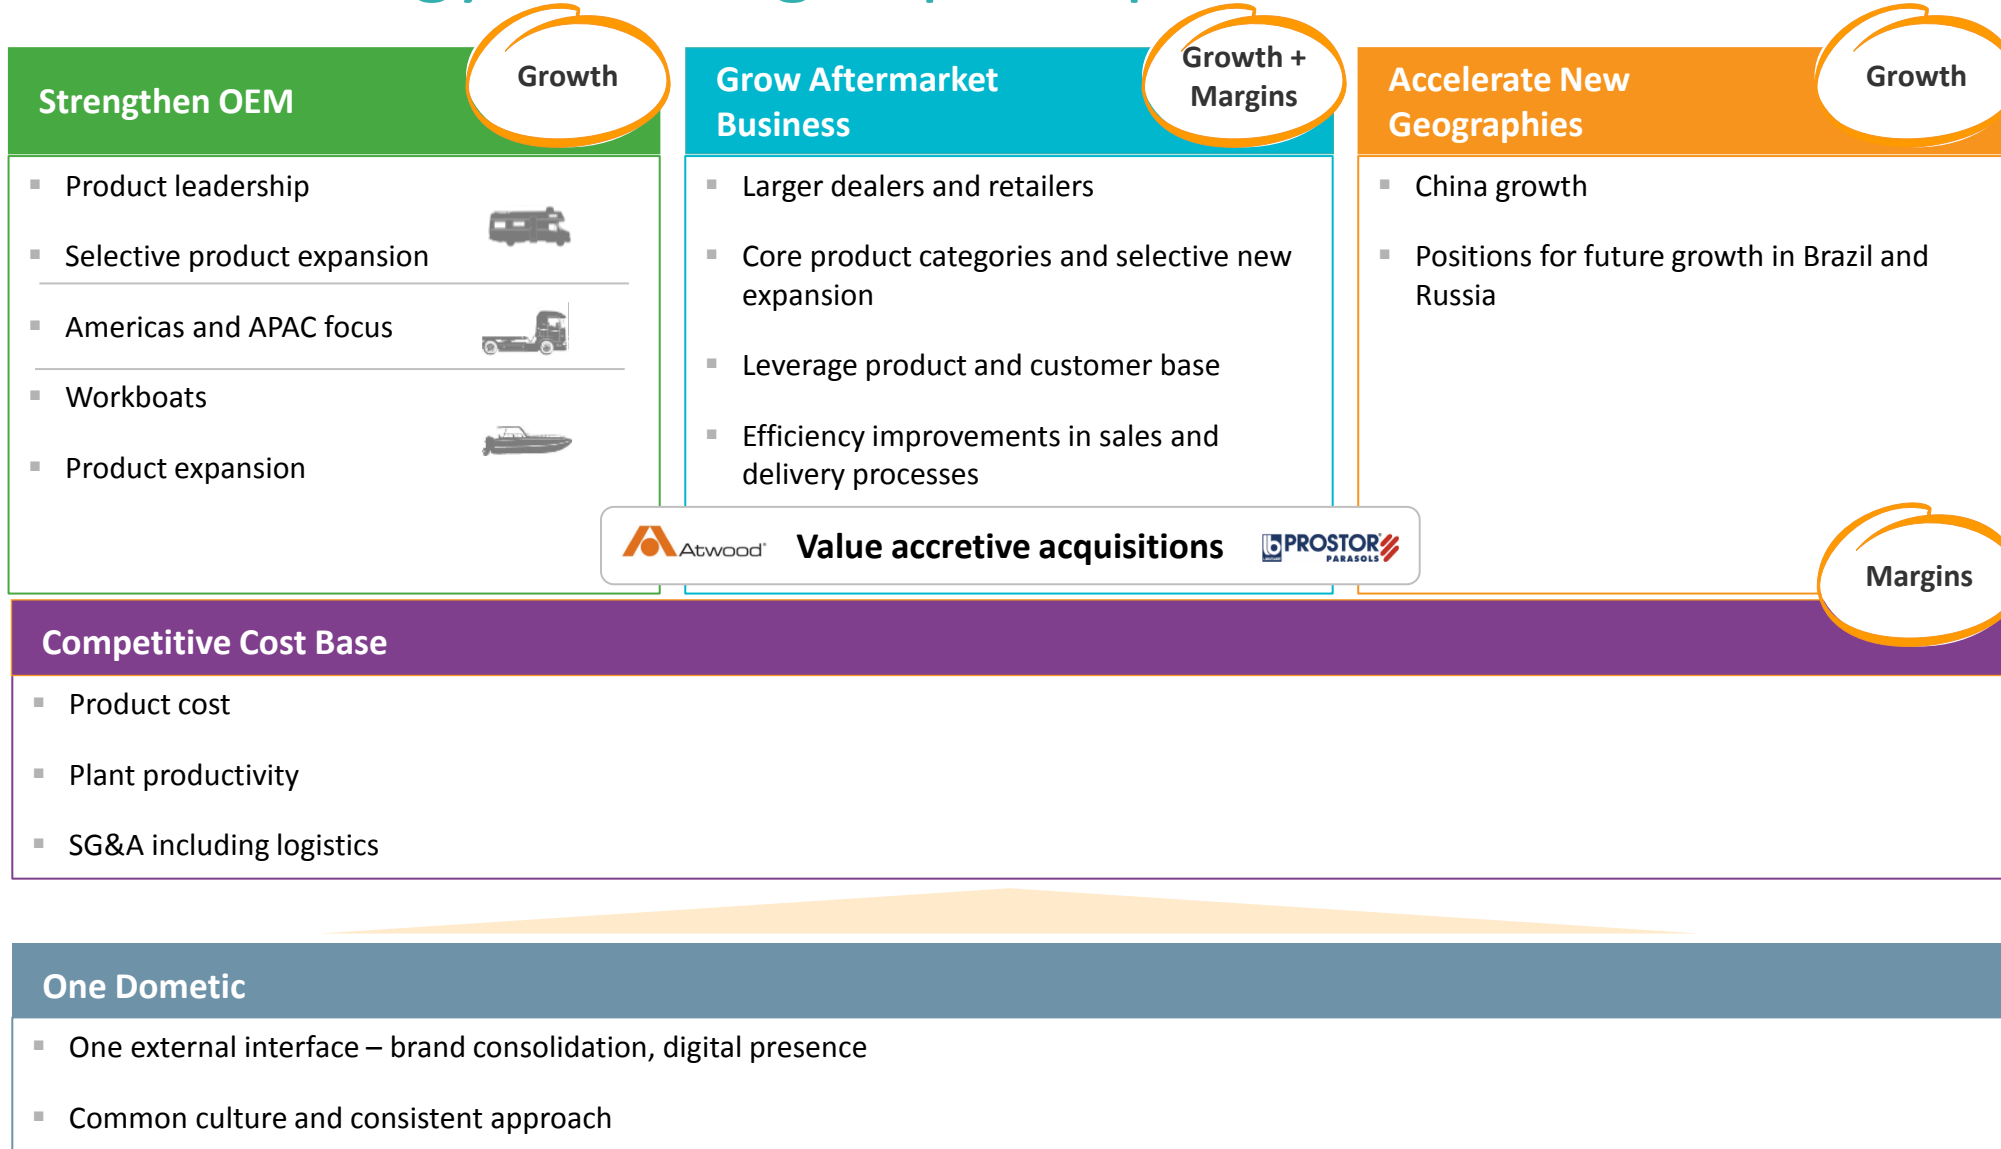 Strengthen OEM
Growth
Product leadership
Selective product expansion
Americas and APAC focus
Workboats
Product expansion
Grow Aftermarket
Business
Growth +
Margins
Larger dealers and retailers
Core product categories and selective new
expansion
Leverage product and customer base
Efficiency improvements in sales and
delivery processes
Accelerate New
Geographies
Growth
China growth
Positions for future growth in Brazil and
Russia
Atwood
Value accretive acquisitions
PROSTOR
PARASOLS
Margins
Competitive Cost Base
Product cost
Plant productivity
SG&A including logistics
One Dometic
One external interface – brand consolidation, digital presence
Common culture and consistent approach